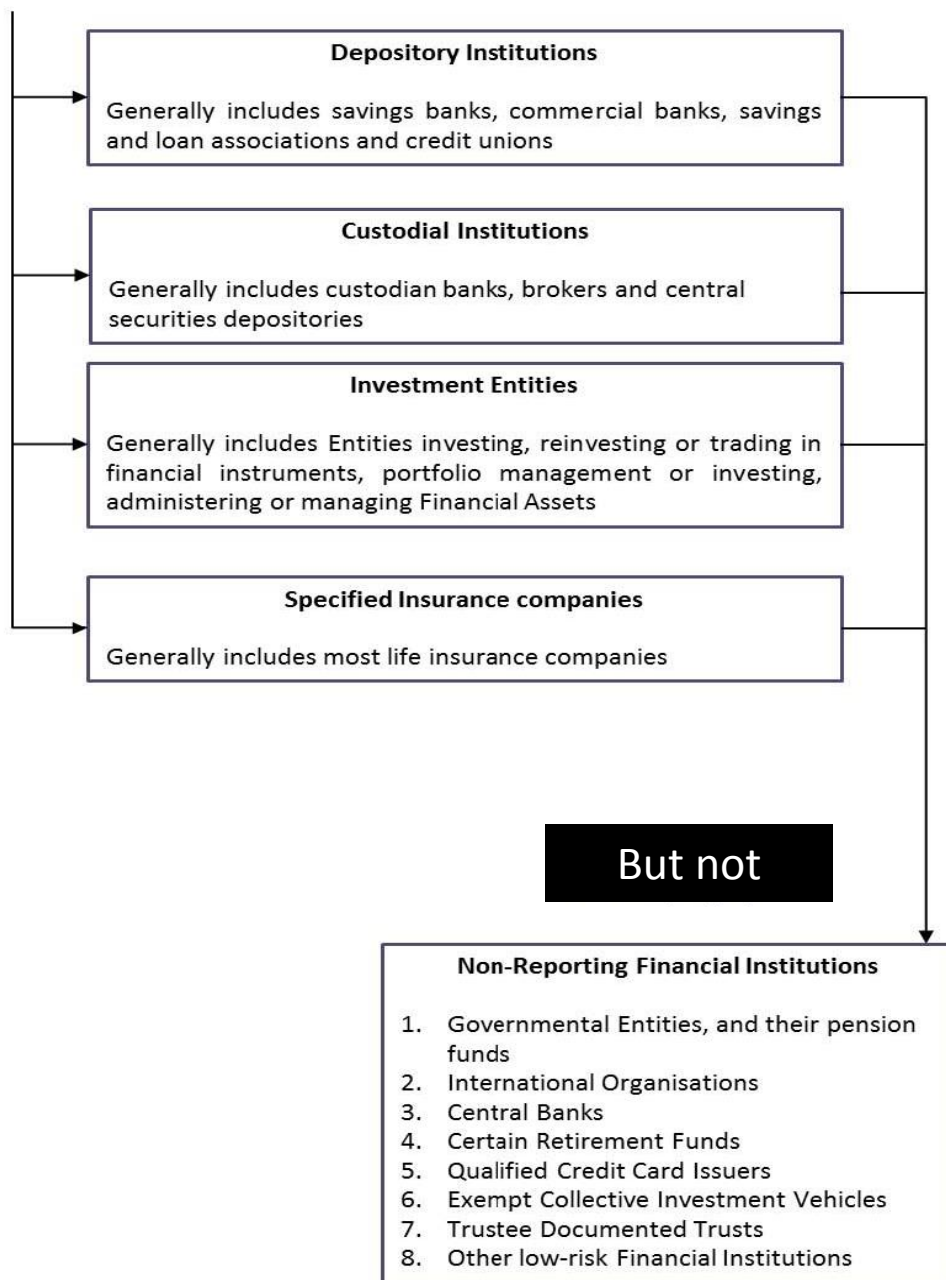 Depository Institutions
Generally includes savings banks, commercial banks, savings
and loan associations and credit unions
Custodial Institutions
Generally includes custodian banks, brokers and central
securities depositories
Investment Entities
Generally includes Entities investing, reinvesting or trading in
financial instruments, portfolio management or investing,
administering or managing Financial Assets
Specified Insurance companies
Generally includes most life insurance companies
But not
Non-Reporting Financial Institutions
1. Governmental Entities, and their pension
funds
2. International Organisations
3. Central Banks
4. Certain Retirement Funds
5. Qualified Credit Card Issuers
6. Exempt Collective Investment Vehicles
7. Trustee Documented Trusts
8. Other low-risk Financial Institutions